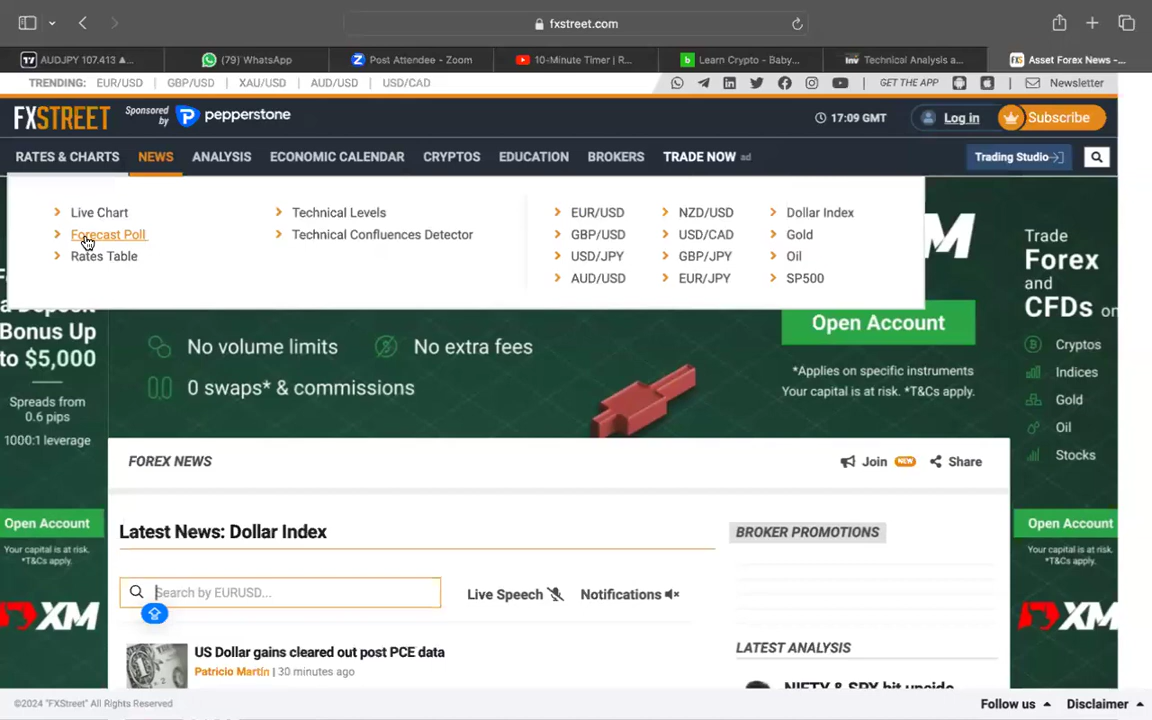 fxstreet.com
AUDJPY 107.413 ▲...
(79) WhatsApp
Post Attendee - Zoom
10-Minute Timer | R...
Learn Crypto - Baby...
Technical Analysis a...
Asset Forex News -...
TRENDING: EUR/USD GBP/USD XAU/USD AUD/USD USD/CAD
GET THE APP
Newsletter
FXSTREET
Sponsored by
pepperstone
17:09 GMT
Log in
Subscribe
RATES & CHARTS NEWS ANALYSIS ECONOMIC CALENDAR CRYPTOS EDUCATION BROKERS TRADE NOW ad
Trading Studio
Live Chart
Forecast Poll
Rates Table
Technical Levels
Technical Confluences Detector
EUR/USD
GBP/USD
USD/JPY
AUD/USD
NZD/USD
USD/CAD
GBP/JPY
EUR/JPY
Dollar Index
Gold
Oil
SP500
Bonus Up
to $5,000
Spreads from
0.6 pips
1000:1 leverage
Open Account
Your capital is at risk.
*T&Cs apply.
XM
No volume limits
No extra fees
0 swaps* & commissions
Open Account
*Applies on specific instruments
Your capital is at risk. *T&Cs apply.
Trade
Forex
and
CFDs on
Cryptos
Indices
Gold
Oil
Stocks
Open Account
Your capital is at risk.
*T&Cs apply.
XM
FOREX NEWS
Join NEW
Share
Latest News: Dollar Index
Search by EURUSD...
Live Speech
Notifications
US Dollar gains cleared out post PCE data
Patricio Martín | 30 minutes ago
BROKER PROMOTIONS
LATEST ANALYSIS
NIFTY & SPY hit upside
©2024 "FXStreet" All Rights Reserved
Follow us
Disclaimer